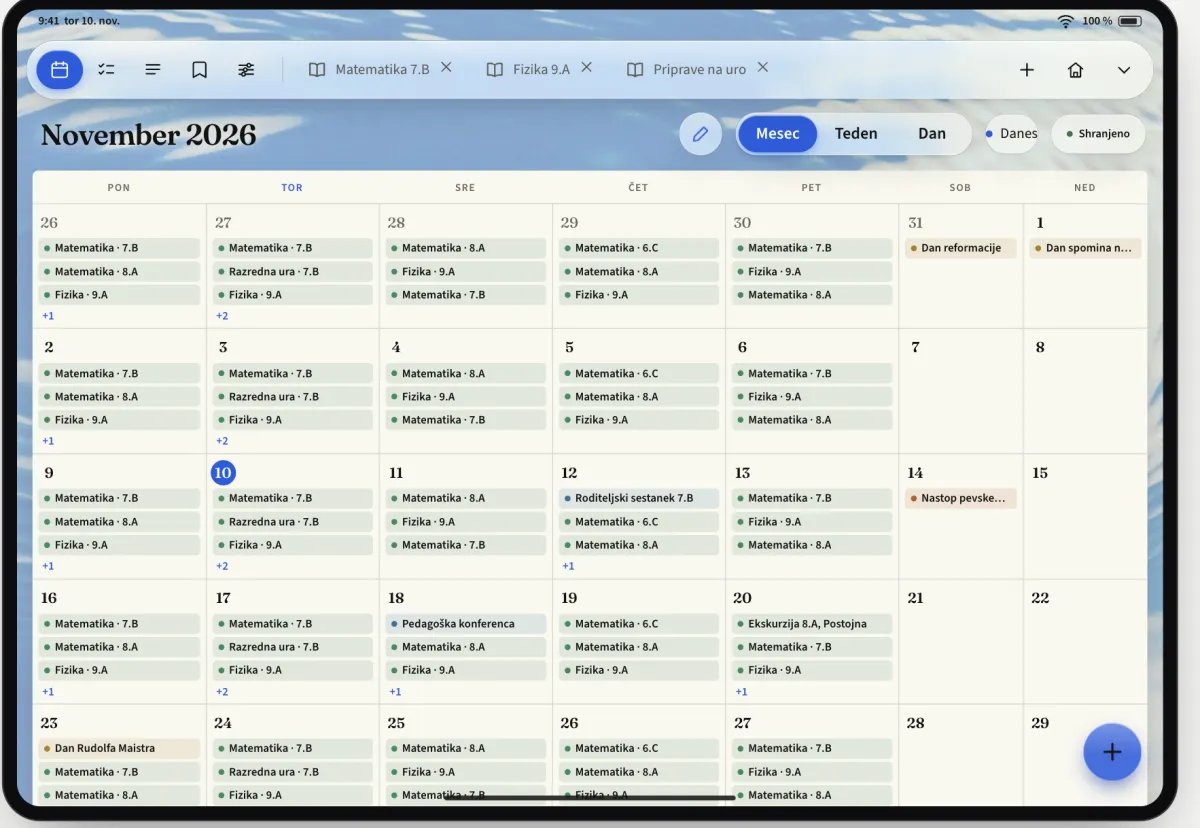 9:41 tor 10. nov. 100 %
Matematika 7.B Fizika 9.A Priprave na uro
November 2026 Mesec Teden Dan Danes Shranjeno
PON TOR SRE ČET PET SOB NED
26 27 28 29 30 31 1
Matematika · 7.B Matematika · 7.B Matematika · 8.A Matematika · 6.C Matematika · 7.B Dan reformacije Dan spomina n…
Matematika · 8.A Razredna ura · 7.B Fizika · 9.A Matematika · 8.A Fizika · 9.A
Fizika · 9.A Fizika · 9.A Matematika · 7.B Fizika · 9.A Matematika · 8.A
+1 +2
2 3 4 5 6 7 8
Matematika · 7.B Matematika · 7.B Matematika · 8.A Matematika · 6.C Matematika · 7.B
Matematika · 8.A Razredna ura · 7.B Fizika · 9.A Matematika · 8.A Fizika · 9.A
Fizika · 9.A Fizika · 9.A Matematika · 7.B Fizika · 9.A Matematika · 8.A
+1 +2
9 10 11 12 13 14 15
Matematika · 7.B Matematika · 7.B Matematika · 8.A Roditeljski sestanek 7.B Matematika · 7.B Nastop pevske…
Matematika · 8.A Razredna ura · 7.B Fizika · 9.A Matematika · 6.C Fizika · 9.A
Fizika · 9.A Fizika · 9.A Matematika · 7.B Matematika · 8.A Matematika · 8.A
+1 +2 +1
16 17 18 19 20 21 22
Matematika · 7.B Matematika · 7.B Pedagoška konferenca Matematika · 6.C Ekskurzija 8.A, Postojna
Matematika · 8.A Razredna ura · 7.B Matematika · 8.A Matematika · 8.A Matematika · 7.B
Fizika · 9.A Fizika · 9.A Fizika · 9.A Fizika · 9.A Fizika · 9.A
+1 +2 +1 +1
23 24 25 26 27 28 29
Dan Rudolfa Maistra Matematika · 7.B Matematika · 8.A Matematika · 6.C Matematika · 7.B
Matematika · 7.B Razredna ura · 7.B Fizika · 9.A Matematika · 8.A Fizika · 9.A
Matematika · 8.A Fizika · 9.A Matematika · 7.B Fizika · 9.A Matematika · 8.A